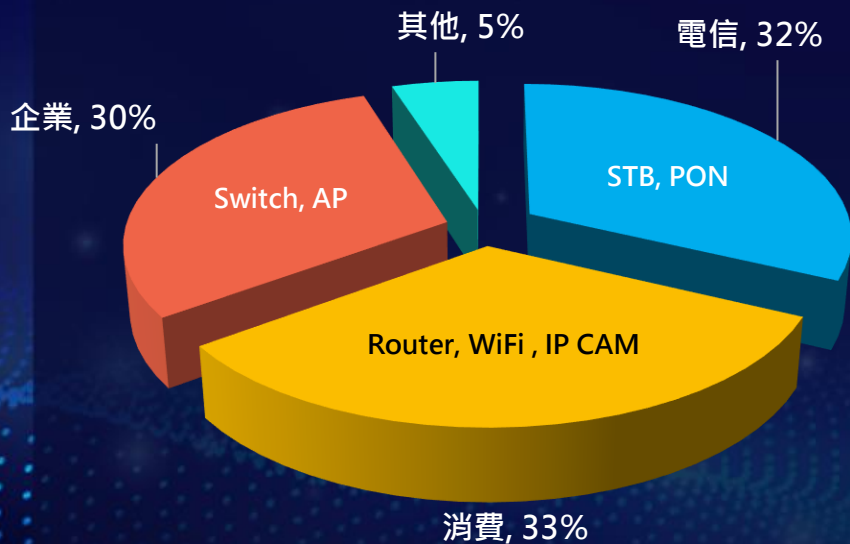 其他, 5%
電信, 32%
企業, 30%
STB, PON
Switch, AP
Router, WiFi , IP CAM
消費, 33%